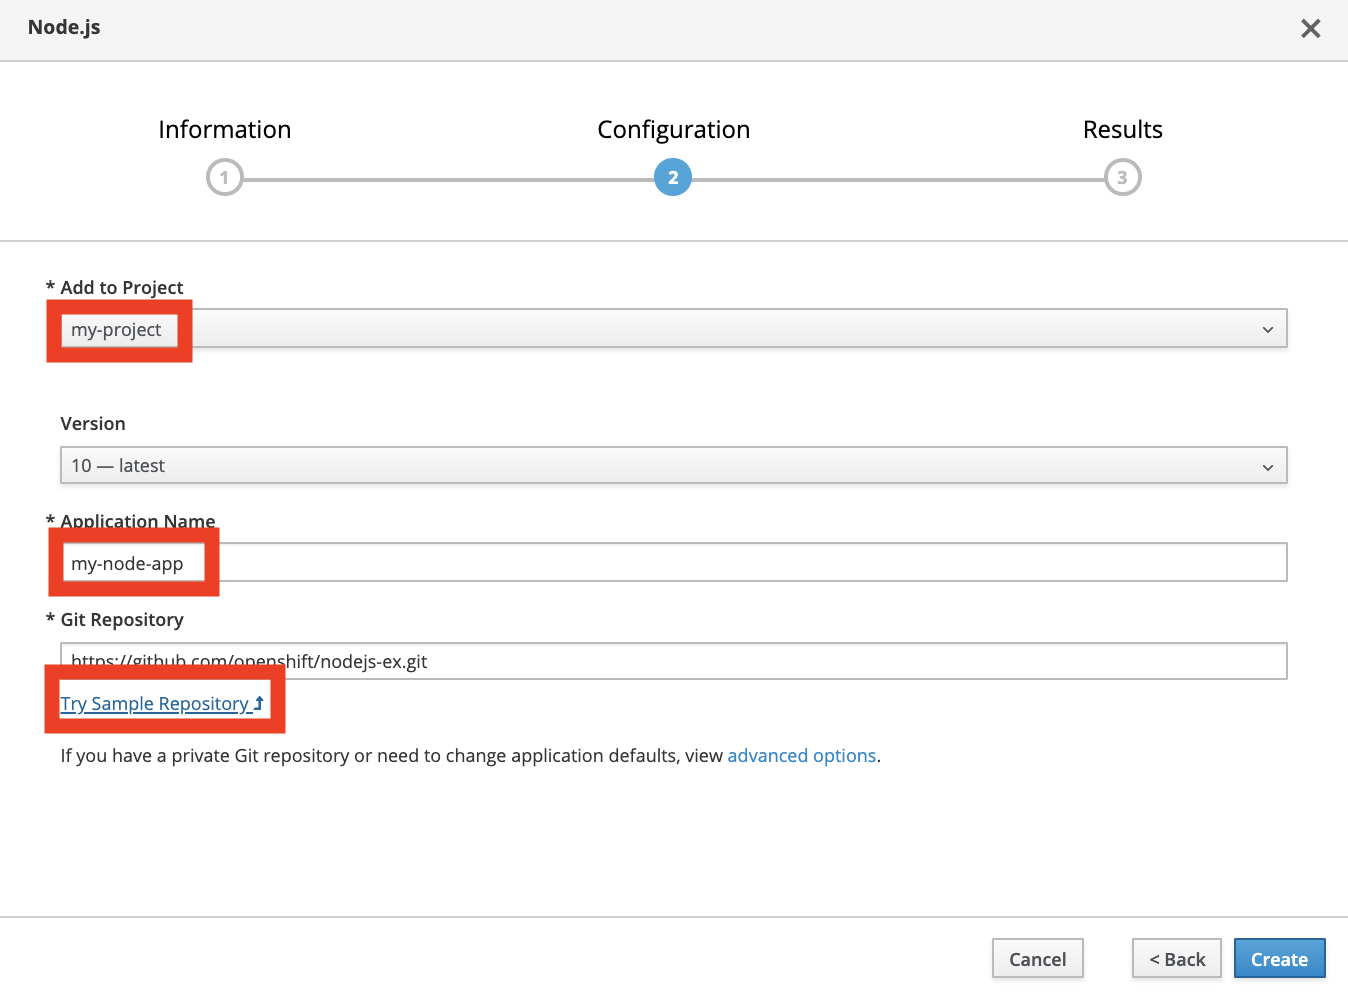 Node.js
Information Configuration Results
1 2 3
* Add to Project
my-project
Version
10 — latest
* Application Name
my-node-app
* Git Repository
https://github.com/openshift/nodejs-ex.git
Try Sample Repository
If you have a private Git repository or need to change application defaults, view advanced options.
Cancel < Back Create